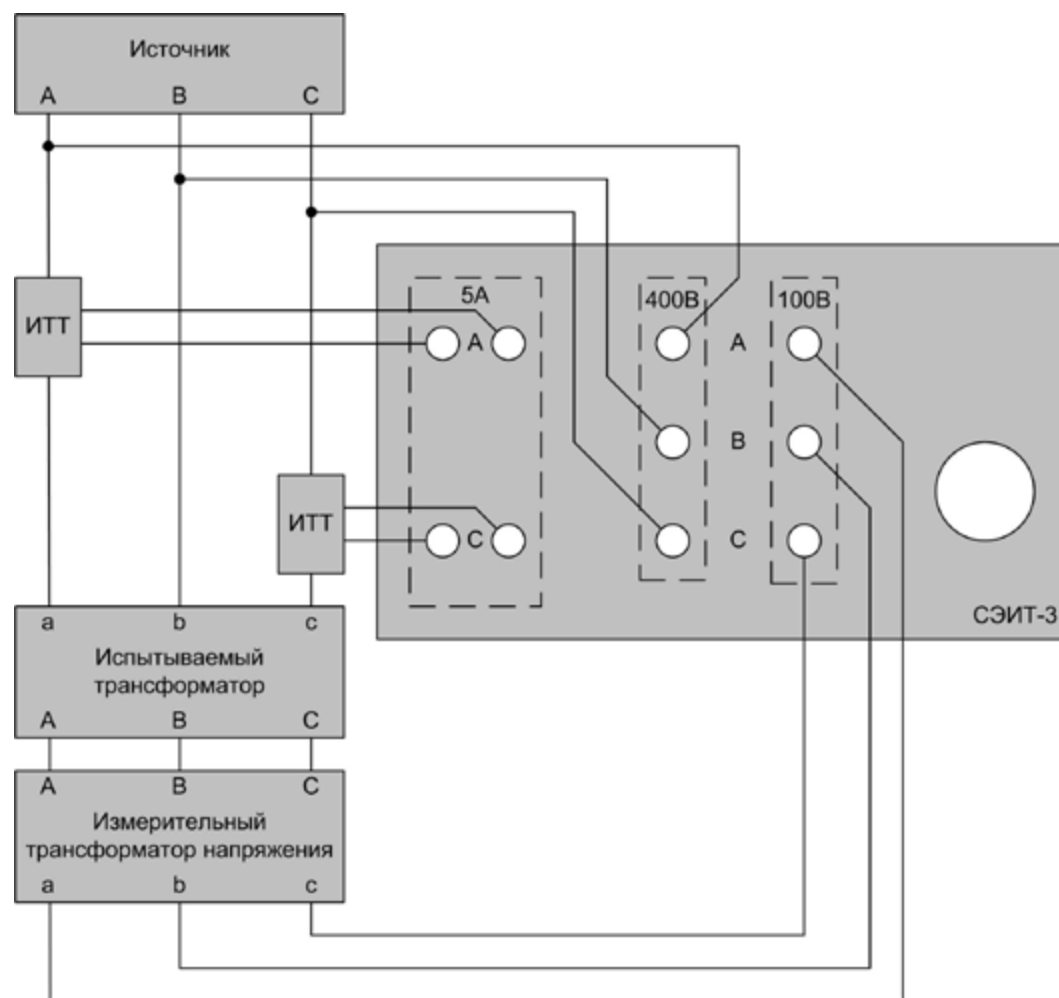 Источник
A B C
ИТТ
5А 400В 100В
A A
B
ИТТ
C C
СЭИТ-3
a b c
Испытываемый
трансформатор
A B C
A B C
Измерительный
трансформатор напряжения
a b c